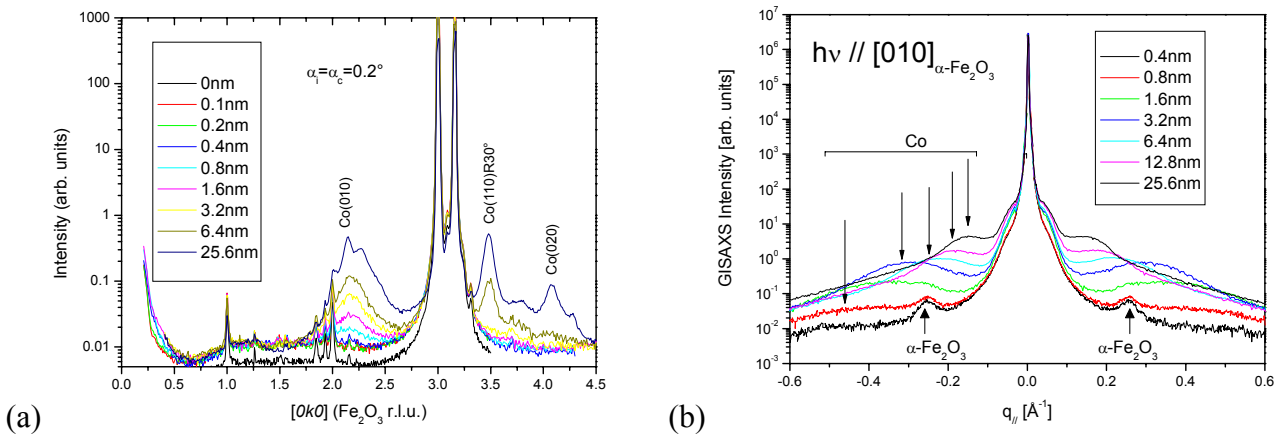 (a)
Intensity (arb. units)
1000
100
10
1
0.1
0.01
0nm
0.1nm
0.2nm
0.4nm
0.8nm
1.6nm
3.2nm
6.4nm
25.6nm
αi=αc=0.2°
Co(010)
Co(110)R30°
Co(020)
0.0 0.5 1.0 1.5 2.0 2.5 3.0 3.5 4.0 4.5
[0k0] (Fe2O3 r.l.u.)
(b)
GISAXS Intensity [arb. units]
10^7
10^6
10^5
10^4
10^3
10^2
10^1
10^0
10^-1
10^-2
10^-3
hν // [010]α-Fe2O3
0.4nm
0.8nm
1.6nm
3.2nm
6.4nm
12.8nm
25.6nm
Co
α-Fe2O3 α-Fe2O3
-0.6 -0.4 -0.2 0.0 0.2 0.4 0.6
q// [Å^-1]